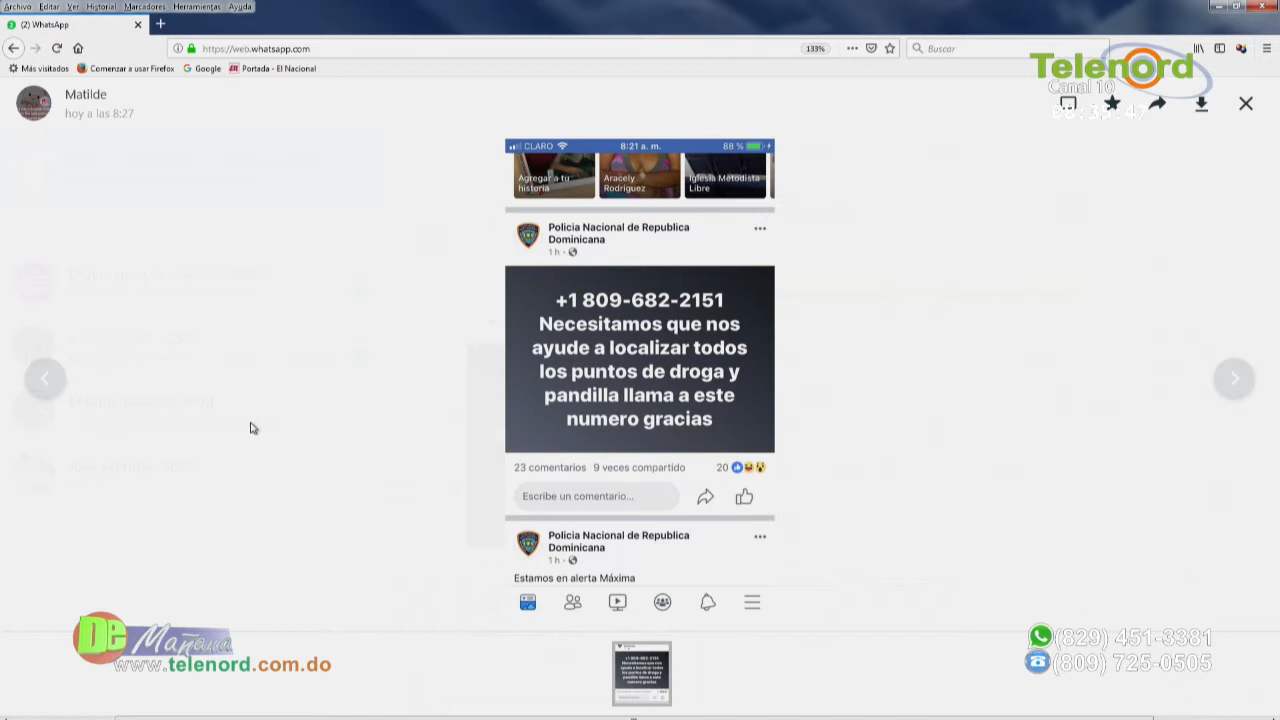 Archivo Editar Ver Historial Marcadores Herramientas Ayuda
(2) WhatsApp
https://web.whatsapp.com
133%
Buscar
Más visitados Comenzar a usar Firefox Google Portada - El Nacional
Telenord
Canal 10
Matilde
hoy a las 8:27
CLARO 8:21 a. m. 88 %
Agregar a tu
historia
Aracely
Rodriguez
Iglesia Metodista
Libre
Policia Nacional de Republica
Dominicana
1 h
+1 809-682-2151
Necesitamos que nos
ayude a localizar todos
los puntos de droga y
pandilla llama a este
numero gracias
23 comentarios 9 veces compartido 20
Escribe un comentario...
Policia Nacional de Republica
Dominicana
1 h
Estamos en alerta Máxima
De Mañana
www.telenord.com.do
(829) 451-3381
725-0505